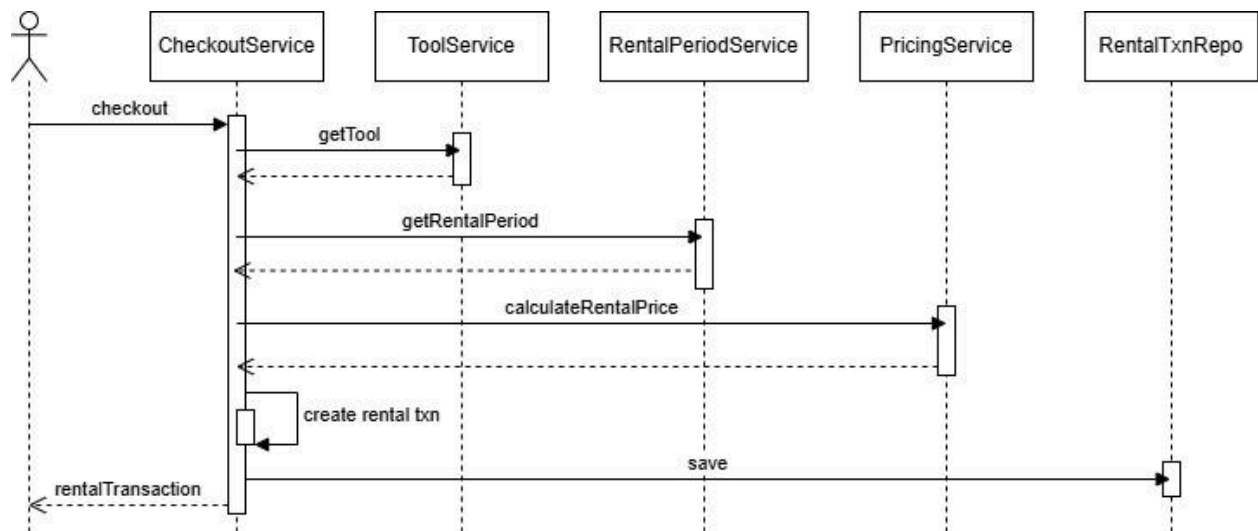 CheckoutService
ToolService
RentalPeriodService
PricingService
RentalTxnRepo
checkout
getTool
getRentalPeriod
calculateRentalPrice
create rental txn
save
rentalTransaction